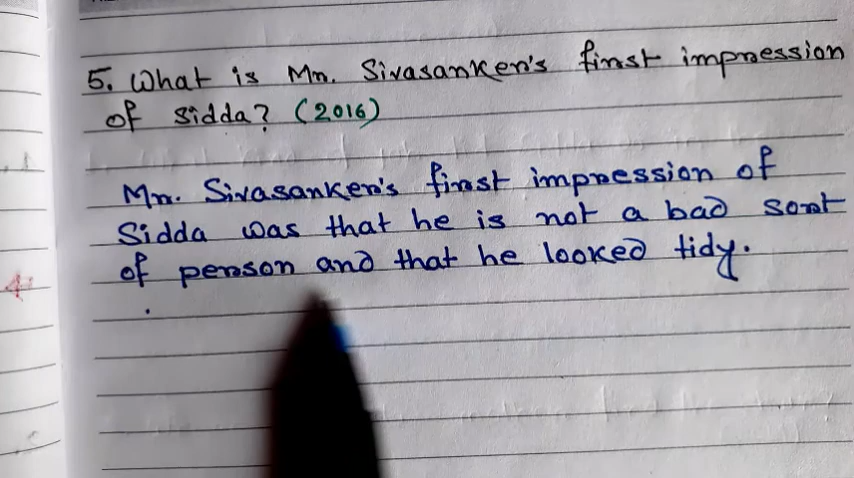 5. What is Mr. Sivasanker's first impression
of Sidda? (2016)
Mr. Sivasanker's first impression of
Sidda was that he is not a bad sort
of person and that he looked tidy.